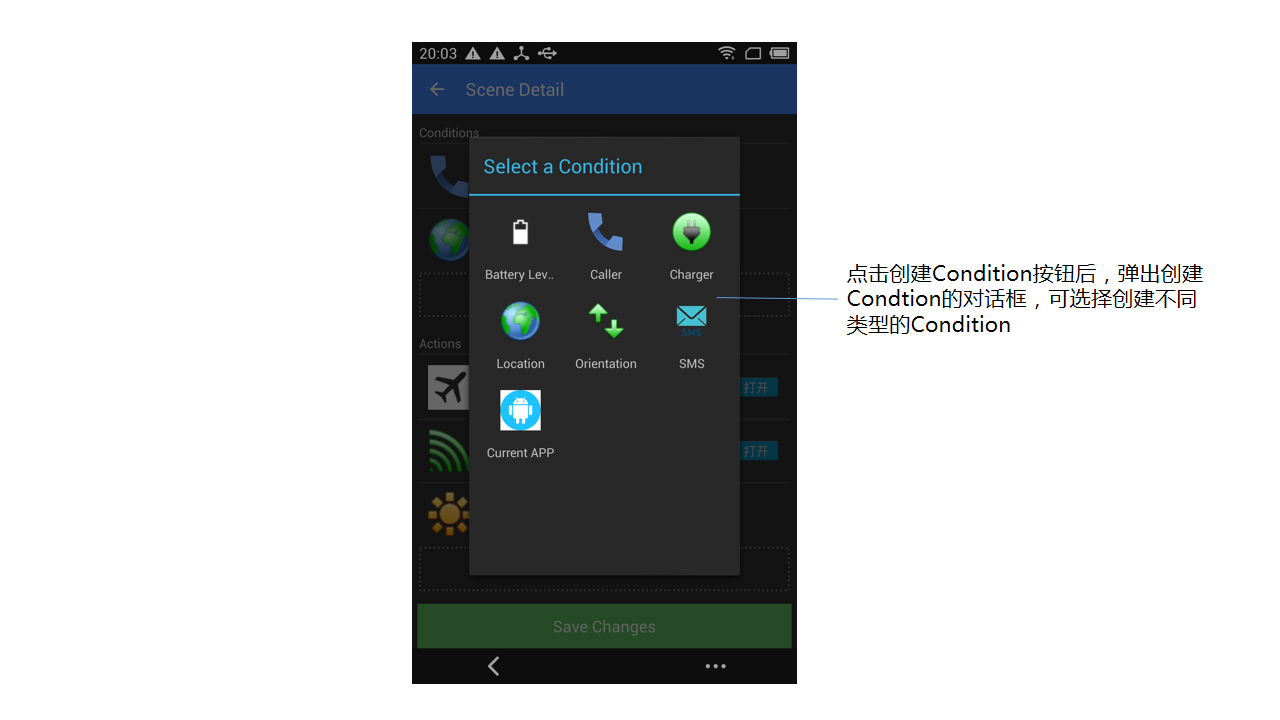 20:03
Scene Detail
Conditions
Select a Condition
Battery Lev..
Caller
Charger
Location
Orientation
SMS
SMS
Current APP
Actions
打开
打开
Save Changes
点击创建Condition按钮后，弹出创建
Condtion的对话框，可选择创建不同
类型的Condition